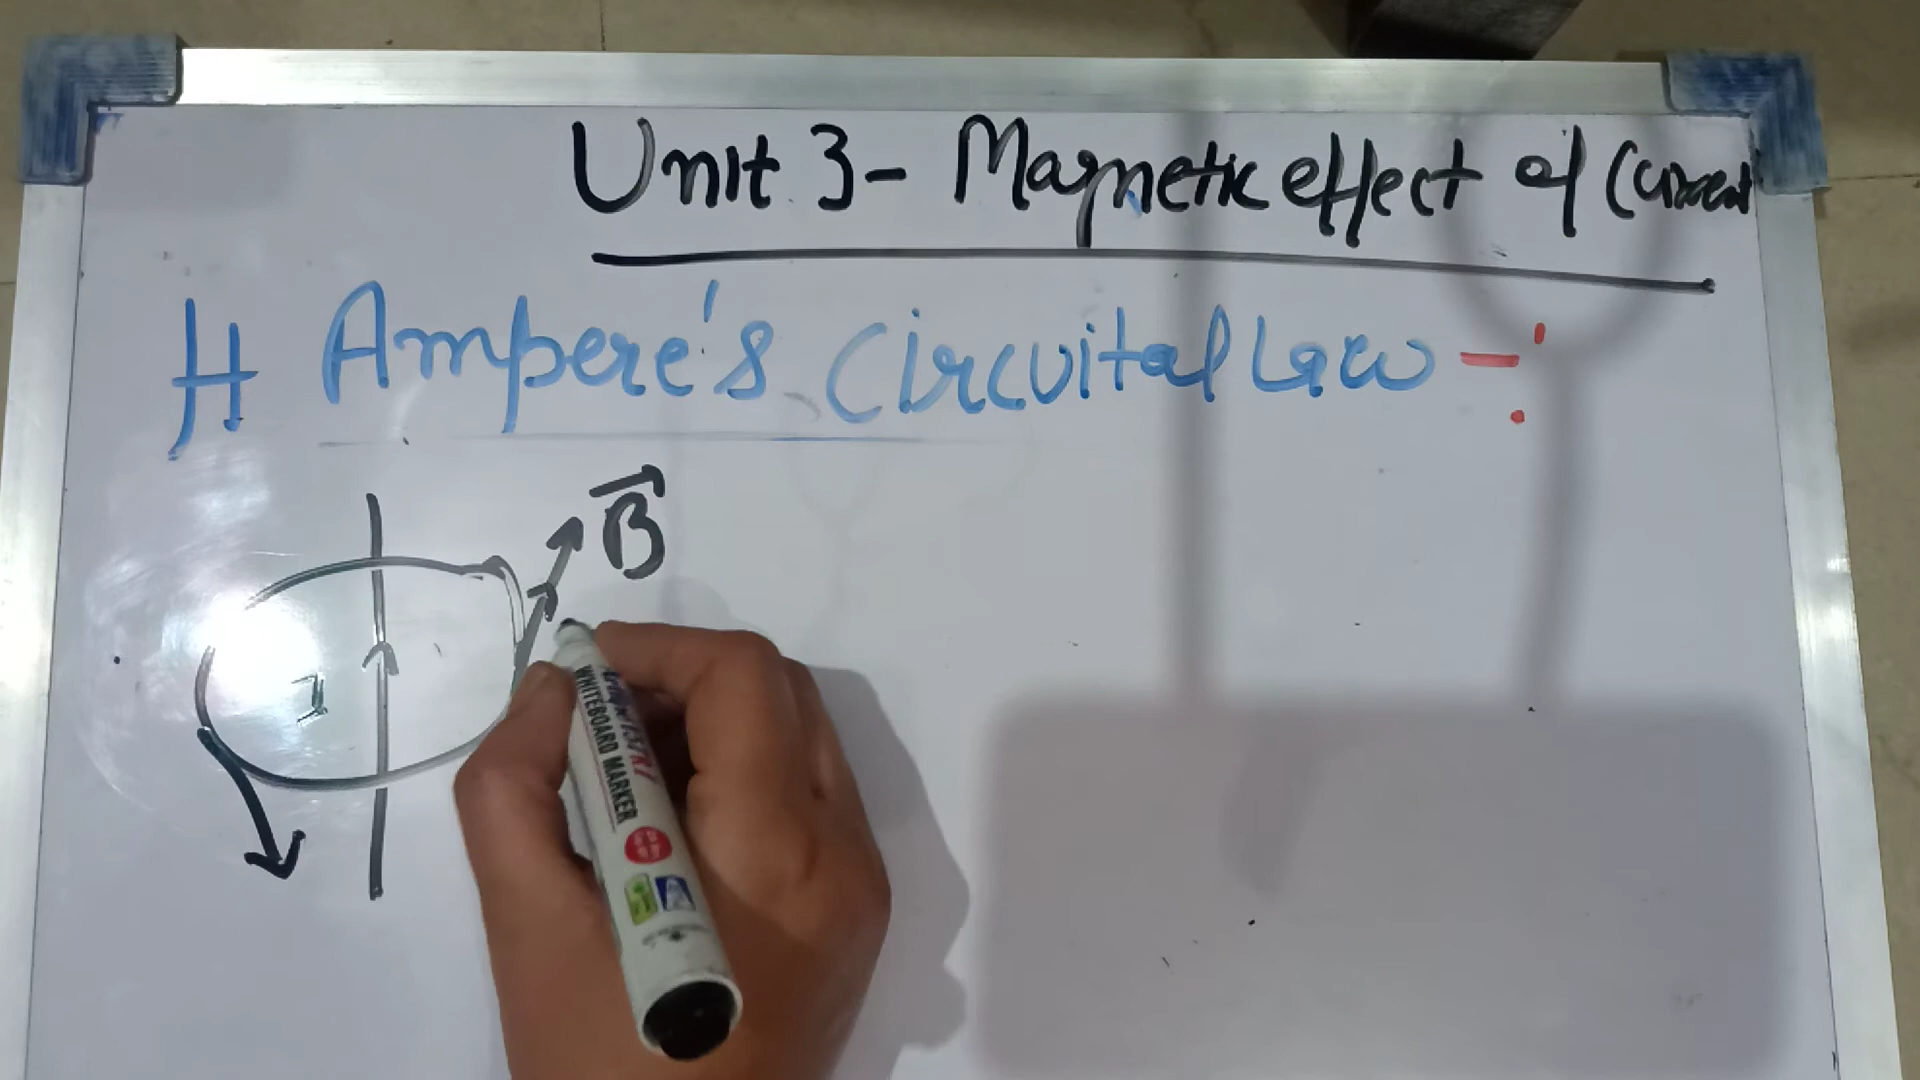 Unit 3- Magnetic effect of Current
H Ampere's Circuital Law -:
B
I
WHITEBOARD MARKER